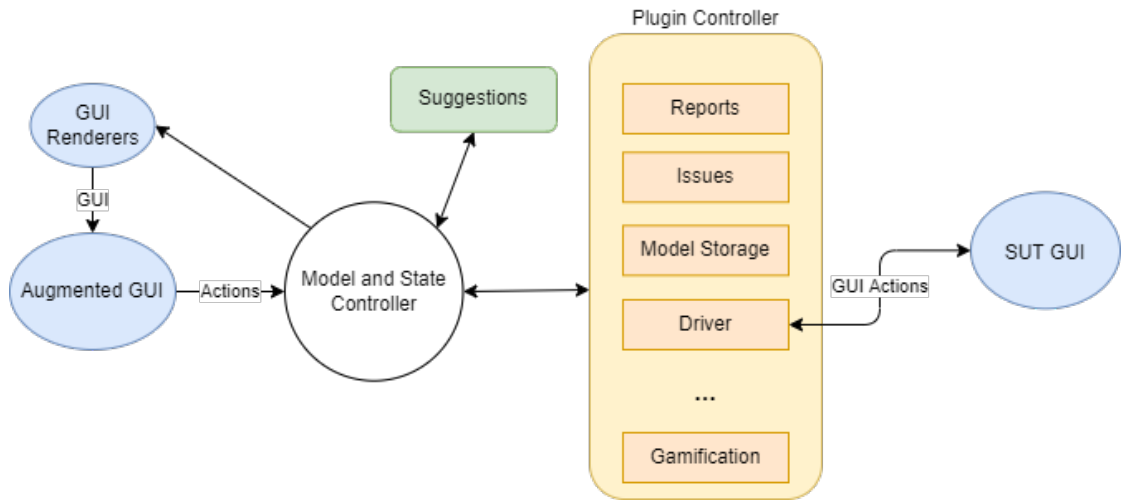 Plugin Controller
GUI
Renderers
GUI
Augmented GUI
Actions
Model and State
Controller
Suggestions
Reports
Issues
Model Storage
Driver
...
Gamification
GUI Actions
SUT GUI